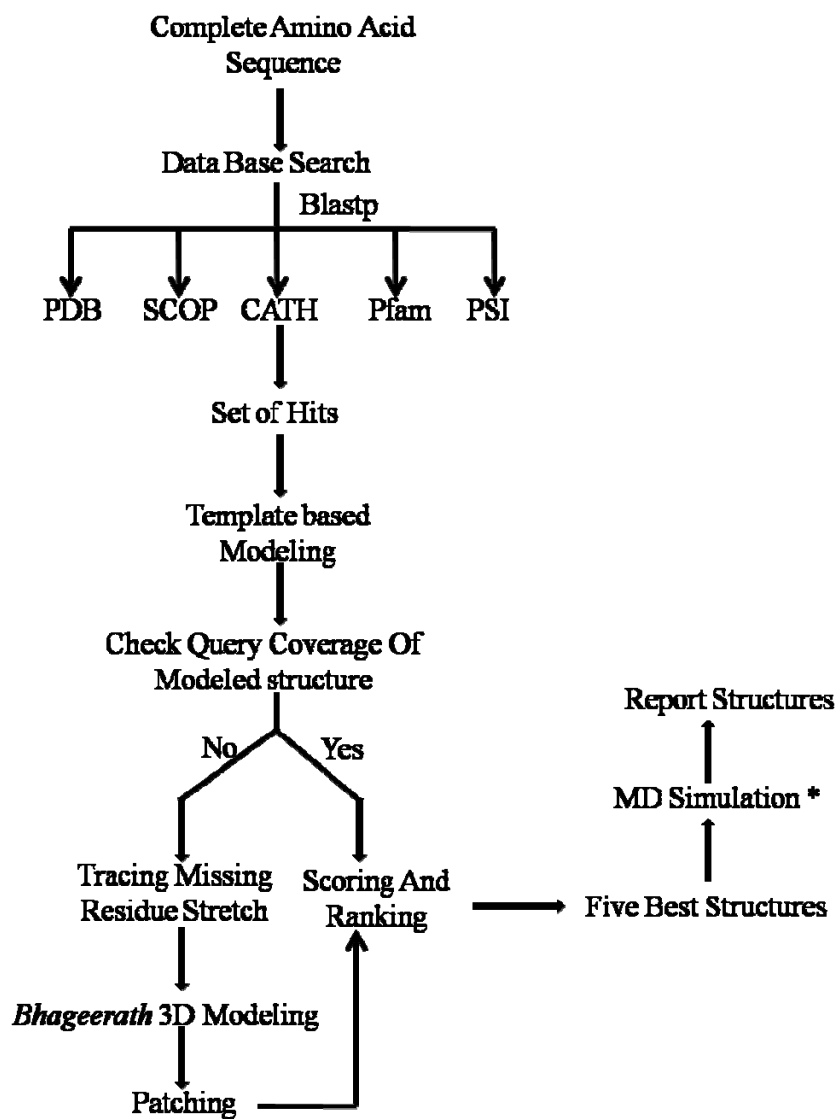 Complete Amino Acid
Sequence
Data Base Search
Blastp
PDB SCOP CATH Pfam PSI
Set of Hits
Template based
Modeling
Check Query Coverage Of
Modeled structure
No Yes
Tracing Missing
Residue Stretch
Bhageerath 3D Modeling
Patching
Scoring And
Ranking
Five Best Structures
MD Simulation *
Report Structures